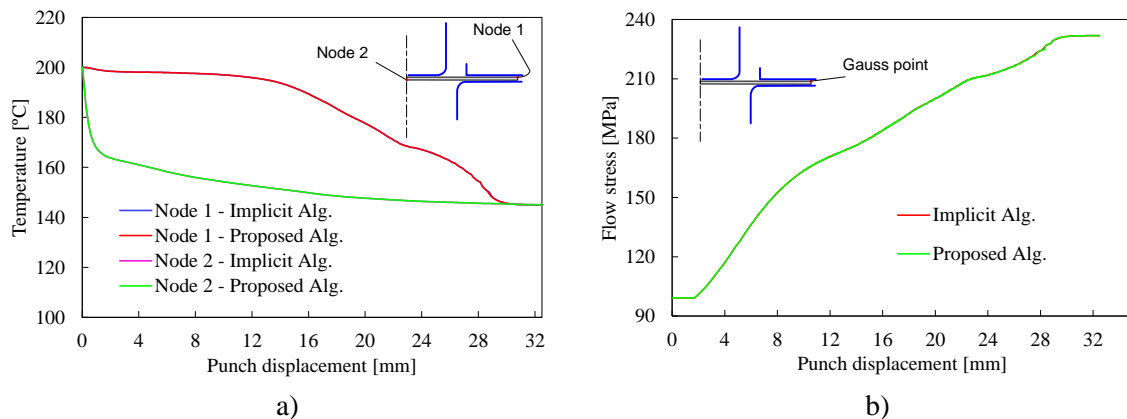 220
200
180
160
140
120
100
Temperature [ºC]
0 4 8 12 16 20 24 28 32
Punch displacement [mm]
Node 1
Node 2
Node 1 - Implicit Alg.
Node 1 - Proposed Alg.
Node 2 - Implicit Alg.
Node 2 - Proposed Alg.
a)
240
210
180
150
120
90
Flow stress [MPa]
0 4 8 12 16 20 24 28 32
Punch displacement [mm]
Gauss point
Implicit Alg.
Proposed Alg.
b)